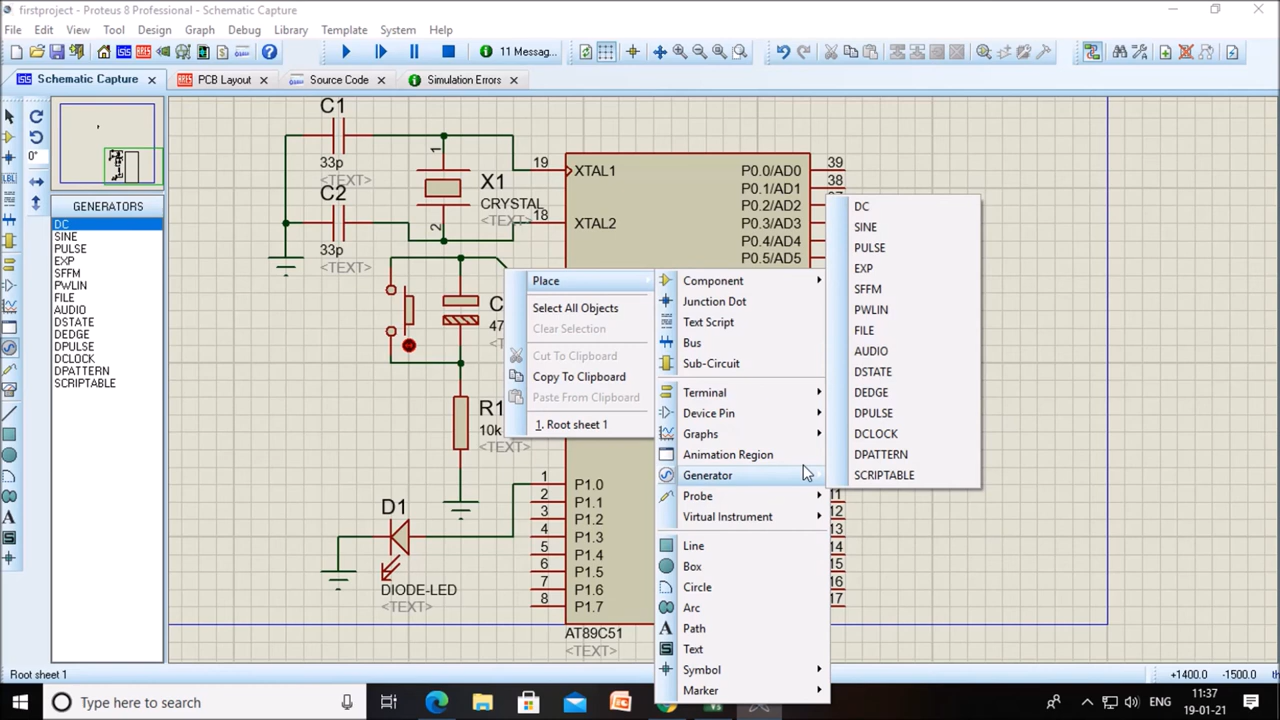 firstproject - Proteus 8 Professional - Schematic Capture
File Edit View Tool Design Graph Debug Library Template System Help
11 Messag...
Schematic Capture PCB Layout Source Code Simulation Errors
0°
LBL
GENERATORS
DC
SINE
PULSE
EXP
SFFM
PWLIN
FILE
AUDIO
DSTATE
DEDGE
DPULSE
DCLOCK
DPATTERN
SCRIPTABLE
C1
33p
<TEXT>
C2
33p
<TEXT>
1
X1
CRYSTAL
<TEXT>
2
19
XTAL1
18
XTAL2
P0.0/AD0
P0.1/AD1
P0.2/AD2
P0.3/AD3
P0.4/AD4
P0.5/AD5
39
38
C
47
R1
10k
<TEXT>
D1
DIODE-LED
<TEXT>
1 P1.0
2 P1.1
3 P1.2
4 P1.3
5 P1.4
6 P1.5
7 P1.6
8 P1.7
11
12
13
14
15
16
17
AT89C51
<TEXT>
Place
Select All Objects
Clear Selection
Cut To Clipboard
Copy To Clipboard
Paste From Clipboard
1. Root sheet 1
Component
Junction Dot
Text Script
Bus
Sub-Circuit
Terminal
Device Pin
Graphs
Animation Region
Generator
Probe
Virtual Instrument
Line
Box
Circle
Arc
Path
Text
Symbol
Marker
DC
SINE
PULSE
EXP
SFFM
PWLIN
FILE
AUDIO
DSTATE
DEDGE
DPULSE
DCLOCK
DPATTERN
SCRIPTABLE
Root sheet 1
+1400.0 -1500.0
Type here to search
ENG
11:37
19-01-21